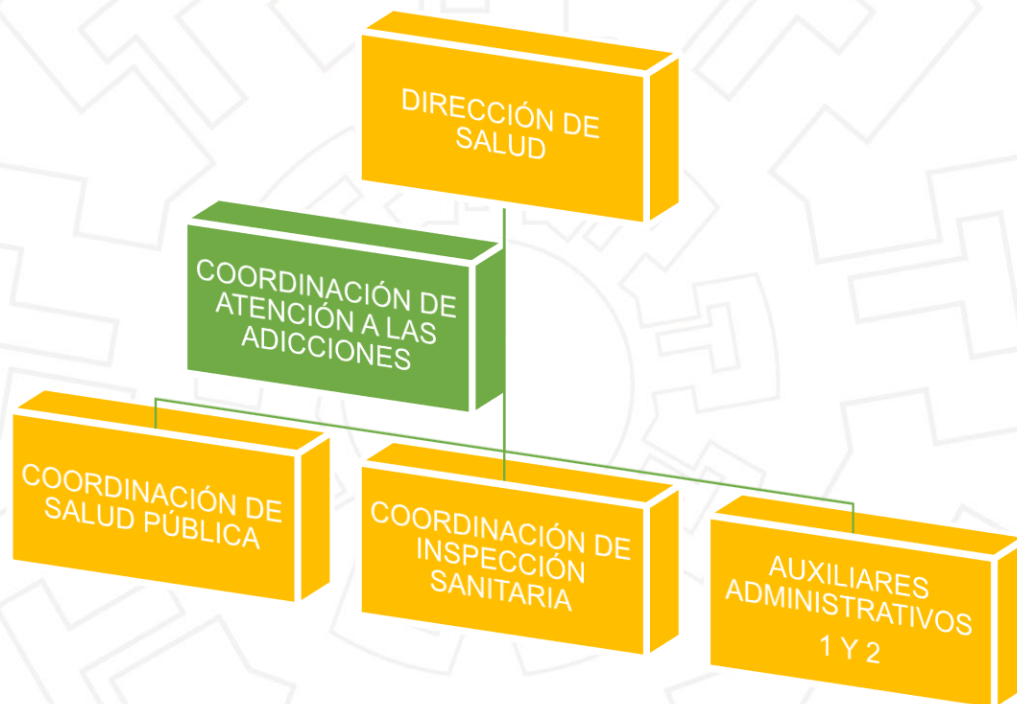 DIRECCIÓN DE
SALUD
COORDINACIÓN DE
ATENCIÓN A LAS
ADICCIONES
COORDINACIÓN DE
SALUD PÚBLICA
COORDINACIÓN DE
INSPECCIÓN
SANITARIA
AUXILIARES
ADMINISTRATIVOS
1 Y 2